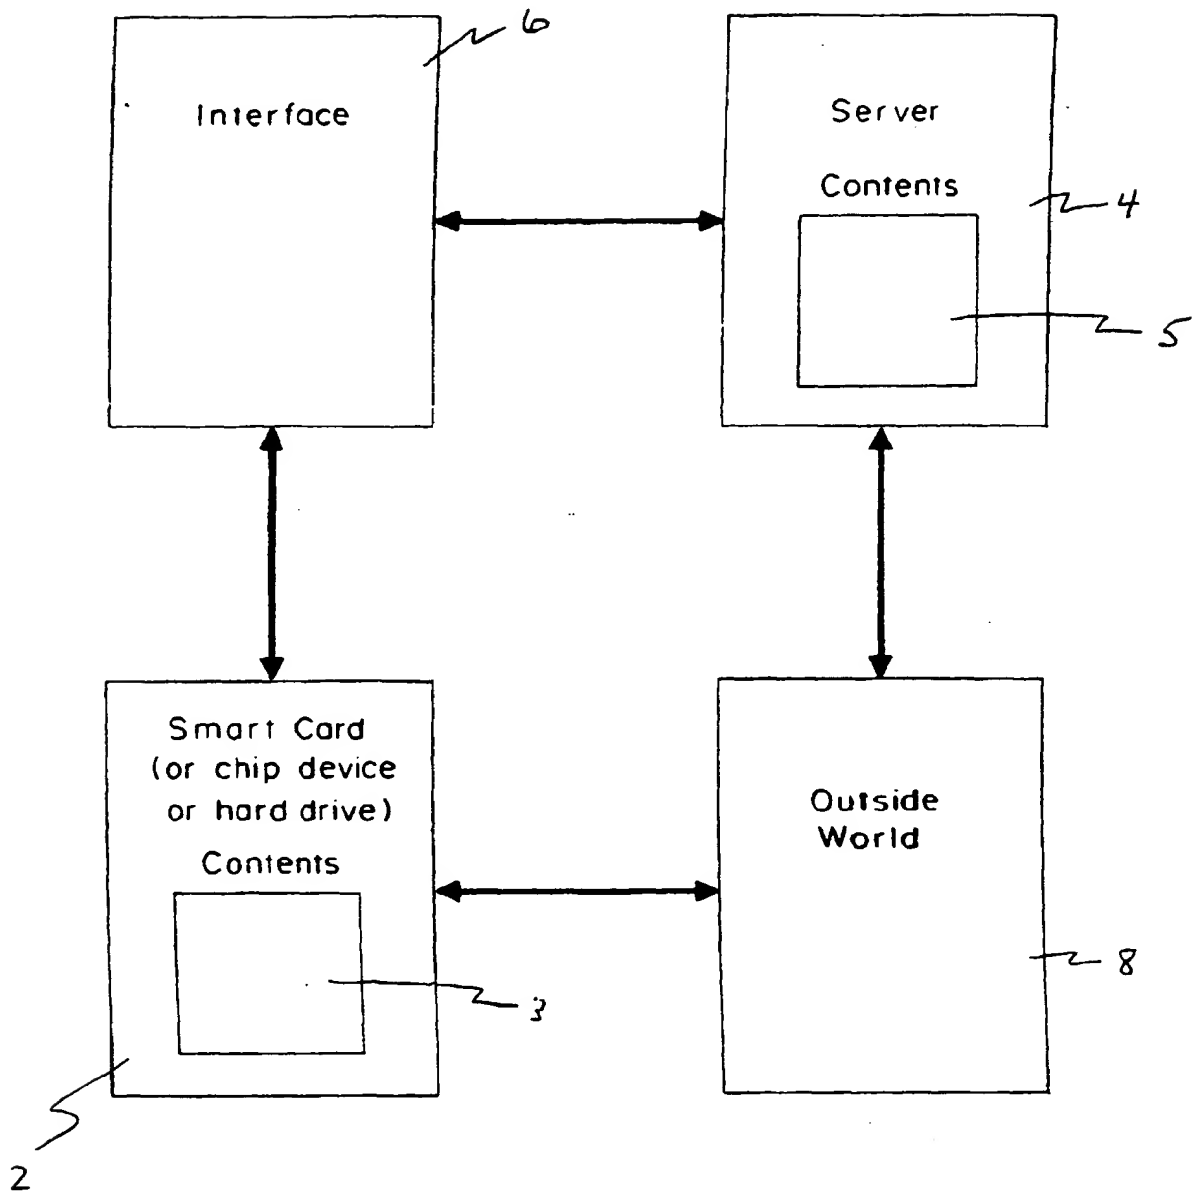 6
Interface
Server
Contents
4
5
Smart Card
(or chip device
or hard drive)
Contents
3
2
Outside
World
8